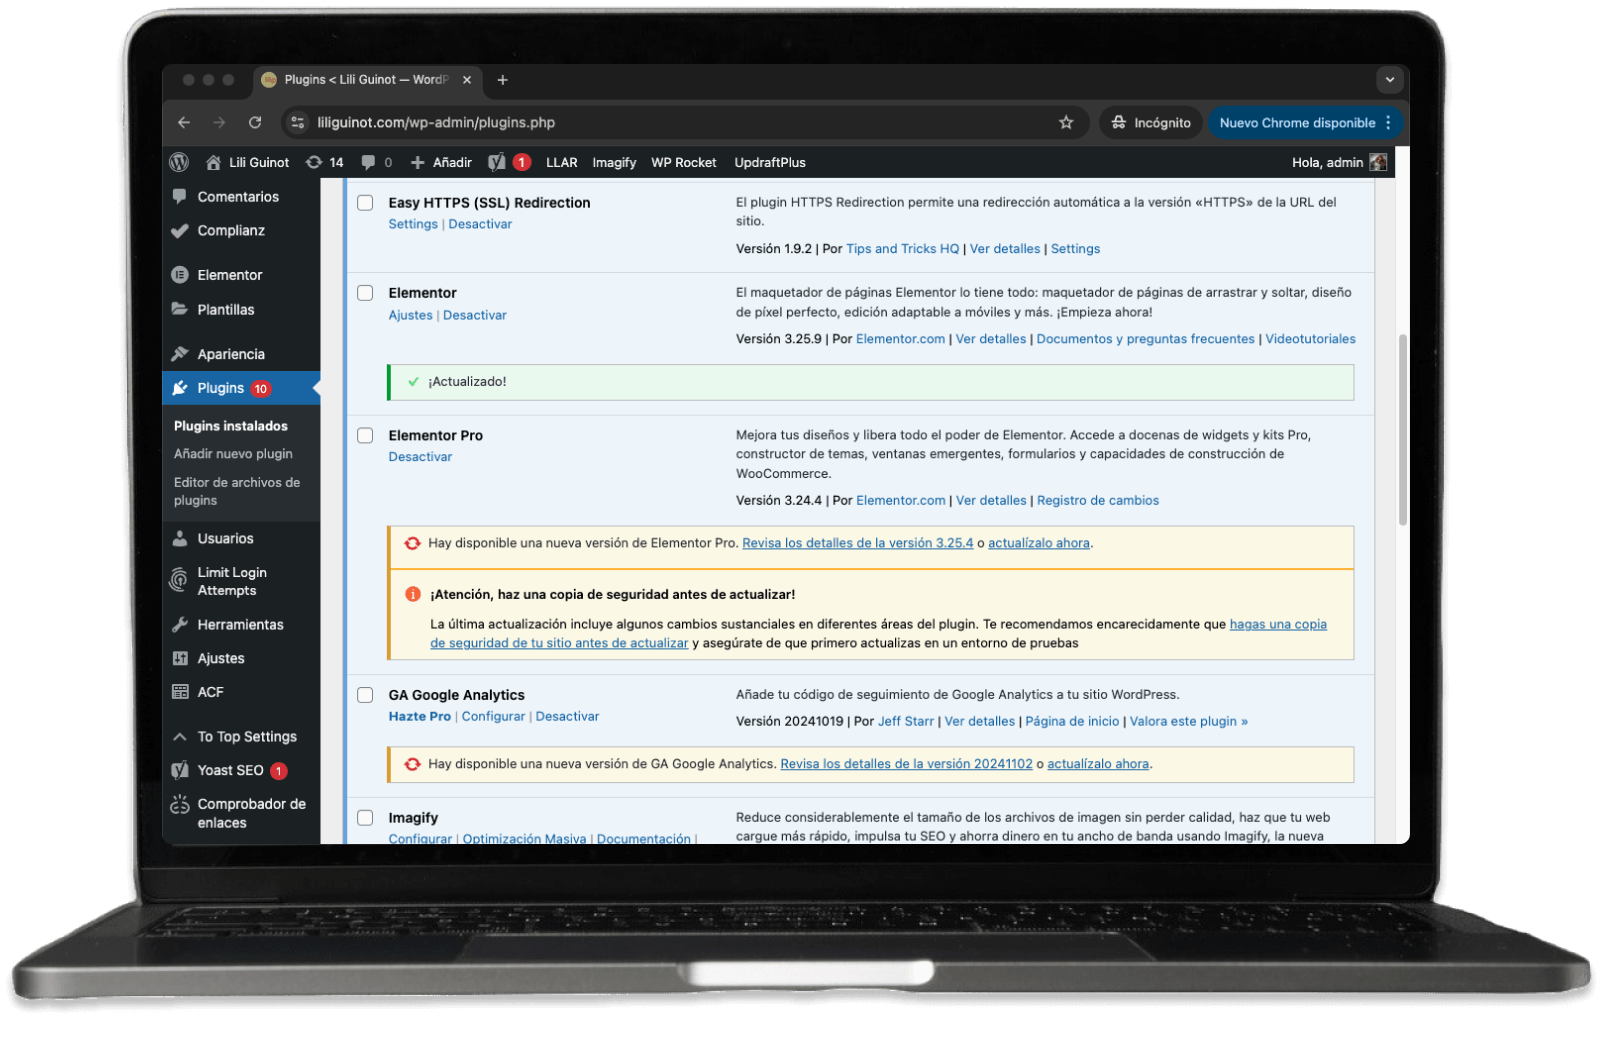 Plugins < Lili Guinot — WordP
liliguinot.com/wp-admin/plugins.php
Incógnito
Nuevo Chrome disponible
Lili Guinot 14 0 Añadir 1 LLAR Imagify WP Rocket UpdraftPlus
Hola, admin
Comentarios
Complianz
Elementor
Plantillas
Apariencia
Plugins 10
Plugins instalados
Añadir nuevo plugin
Editor de archivos de
plugins
Usuarios
Limit Login
Attempts
Herramientas
Ajustes
ACF
To Top Settings
Yoast SEO 1
Comprobador de
enlaces
Easy HTTPS (SSL) Redirection
Settings | Desactivar
El plugin HTTPS Redirection permite una redirección automática a la versión «HTTPS» de la URL del
sitio.
Versión 1.9.2 | Por Tips and Tricks HQ | Ver detalles | Settings
Elementor
Ajustes | Desactivar
El maquetador de páginas Elementor lo tiene todo: maquetador de páginas de arrastrar y soltar, diseño
de píxel perfecto, edición adaptable a móviles y más. ¡Empieza ahora!
Versión 3.25.9 | Por Elementor.com | Ver detalles | Documentos y preguntas frecuentes | Videotutoriales
¡Actualizado!
Elementor Pro
Desactivar
Mejora tus diseños y libera todo el poder de Elementor. Accede a docenas de widgets y kits Pro,
constructor de temas, ventanas emergentes, formularios y capacidades de construcción de
WooCommerce.
Versión 3.24.4 | Por Elementor.com | Ver detalles | Registro de cambios
Hay disponible una nueva versión de Elementor Pro. Revisa los detalles de la versión 3.25.4 o actualízalo ahora.
¡Atención, haz una copia de seguridad antes de actualizar!
La última actualización incluye algunos cambios sustanciales en diferentes áreas del plugin. Te recomendamos encarecidamente que hagas una copia
de seguridad de tu sitio antes de actualizar y asegúrate de que primero actualizas en un entorno de pruebas
GA Google Analytics
Hazte Pro | Configurar | Desactivar
Añade tu código de seguimiento de Google Analytics a tu sitio WordPress.
Versión 20241019 | Por Jeff Starr | Ver detalles | Página de inicio | Valora este plugin »
Hay disponible una nueva versión de GA Google Analytics. Revisa los detalles de la versión 20241102 o actualízalo ahora.
Imagify
Configurar | Optimización Masiva | Documentación |
Reduce considerablemente el tamaño de los archivos de imagen sin perder calidad, haz que tu web
cargue más rápido, impulsa tu SEO y ahorra dinero en tu ancho de banda usando Imagify, la nueva